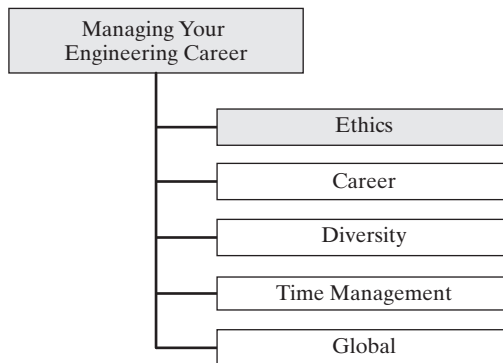 Managing Your
Engineering Career
Ethics
Career
Diversity
Time Management
Global